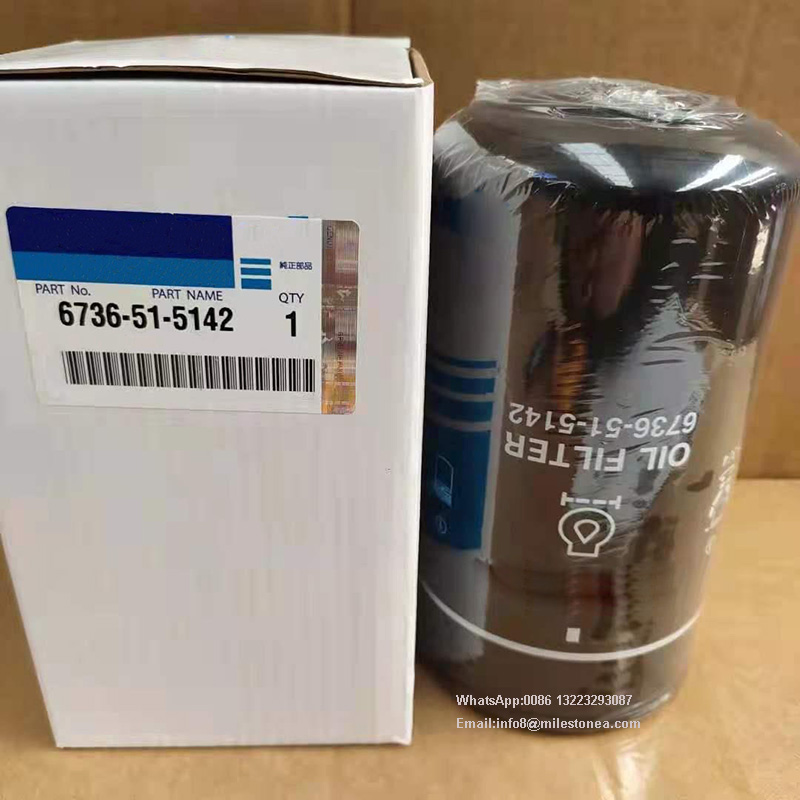 純正部品
PART No. PART NAME QTY
6736-51-5142 1
OIL FILTER
6736-51-5142
WhatsApp:0086 13223293087
Email:info8@milestonea.com